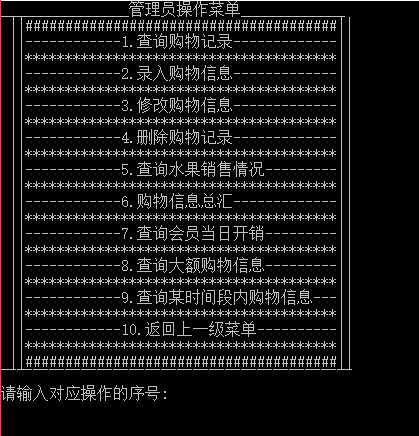 管理员操作菜单
#######################################
------------1.查询购物记录-------------
***************************************
------------2.录入购物信息-------------
***************************************
------------3.修改购物信息-------------
***************************************
------------4.删除购物记录-------------
***************************************
------------5.查询水果销售情况---------
***************************************
------------6.购物信息总汇-------------
***************************************
------------7.查询会员当日开销---------
***************************************
------------8.查询大额购物信息---------
***************************************
------------9.查询某时间段内购物信息---
***************************************
------------10.返回上一级菜单----------
***************************************
#######################################
请输入对应操作的序号: